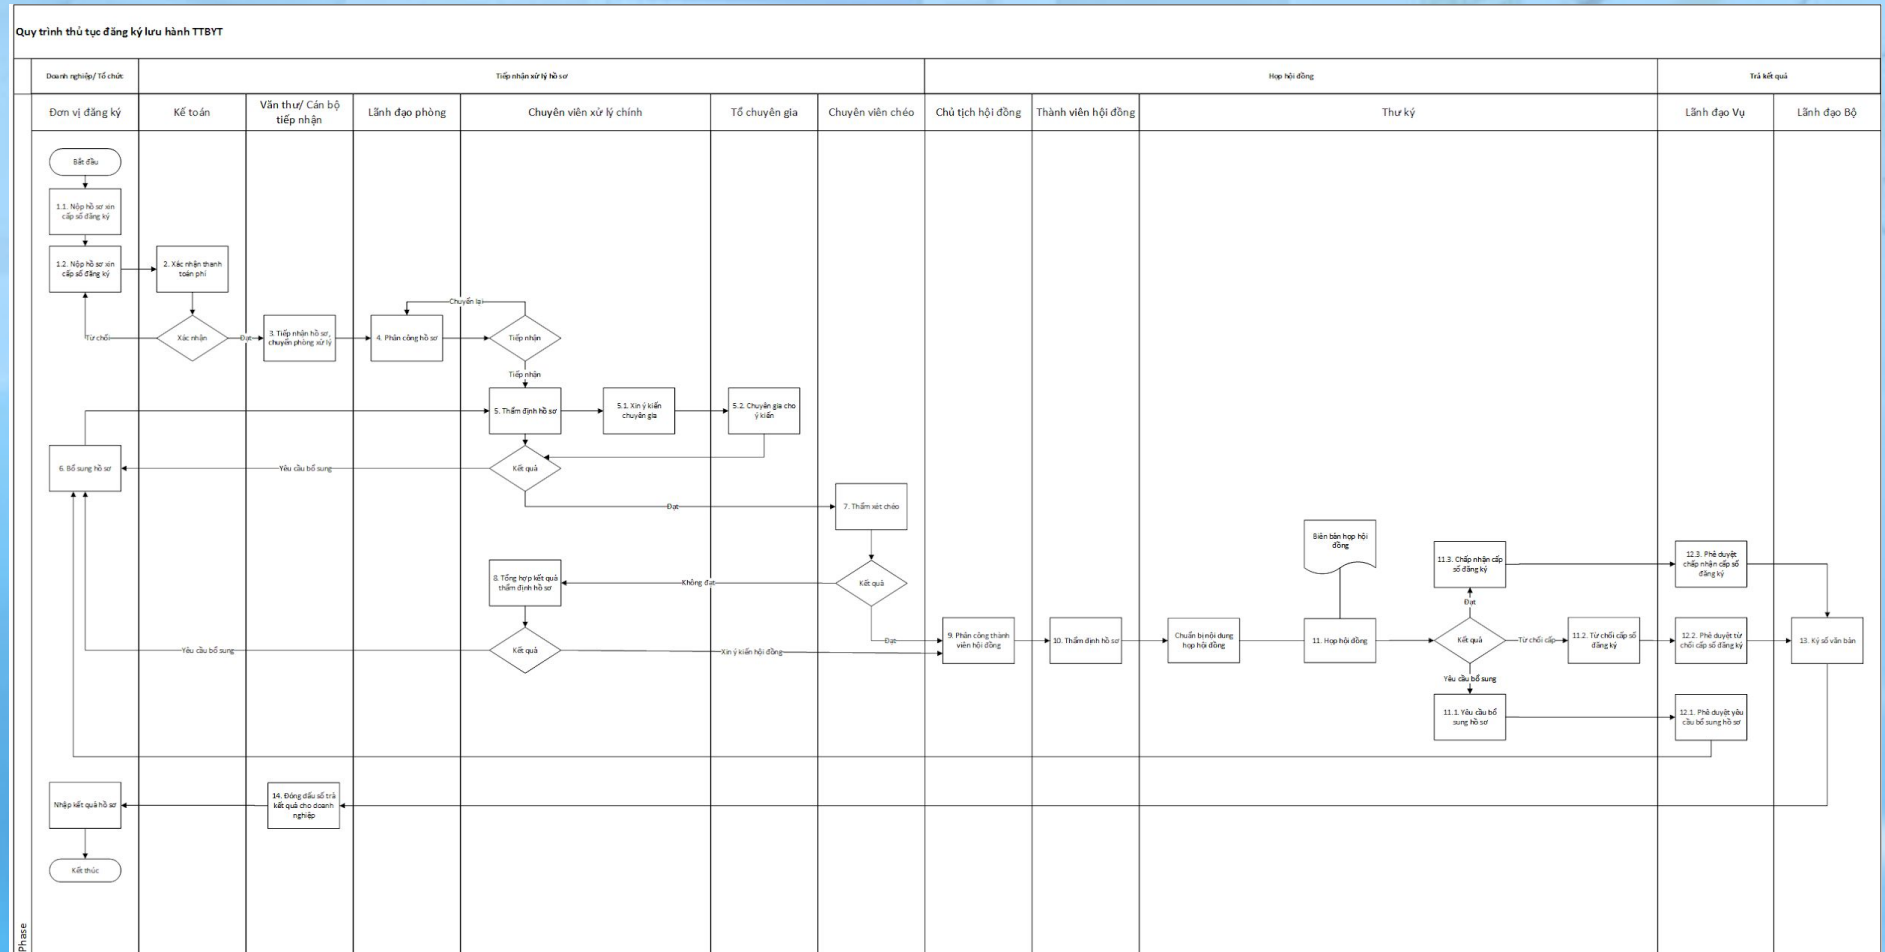 Quy trình thủ tục đăng ký lưu hành TTBYT
Doanh nghiệp/ Tổ chức
Tiếp nhận xử lý hồ sơ
Họp hội đồng
Trả kết quả
Đơn vị đăng ký
Kế toán
Văn thư/ Cán bộ
tiếp nhận
Lãnh đạo phòng
Chuyên viên xử lý chính
Tổ chuyên gia
Chuyên viên chéo
Chủ tịch hội đồng
Thành viên hội đồng
Thư ký
Lãnh đạo Vụ
Lãnh đạo Bộ
Bắt đầu
1.1. Nộp hồ sơ xin
cấp số đăng ký
1.2. Nộp hồ sơ xin
cấp số đăng ký
2. Xác nhận thanh
toán phí
Chuyển lại
Từ chối
Xác nhận
Đạt
3. Tiếp nhận hồ sơ,
chuyển phòng xử lý
4. Phân công hồ sơ
Tiếp nhận
Tiếp nhận
5. Thẩm định hồ sơ
5.1. Xin ý kiến
chuyên gia
5.2. Chuyên gia cho
ý kiến
6. Bổ sung hồ sơ
Yêu cầu bổ sung
Kết quả
Đạt
7. Thẩm xét chéo
Biên bản họp hội
đồng
11.3. Chấp nhận cấp
số đăng ký
12.3. Phê duyệt
chấp nhận cấp số
đăng ký
8. Tổng hợp kết quả
thẩm định hồ sơ
Không đạt
Kết quả
Đạt
Yêu cầu bổ sung
Kết quả
Xin ý kiến hội đồng
Đạt
9. Phân công thành
viên hội đồng
10. Thẩm định hồ sơ
Chuẩn bị nội dung
họp hội đồng
11. Họp hội đồng
Kết quả
Từ chối cấp
11.2. Từ chối cấp số
đăng ký
12.2. Phê duyệt từ
chối cấp số đăng ký
13. Ký số văn bản
Yêu cầu bổ sung
11.1. Yêu cầu bổ
sung hồ sơ
12.1. Phê duyệt yêu
cầu bổ sung hồ sơ
Nhập kết quả hồ sơ
14. Đóng dấu số trả
kết quả cho doanh
nghiệp
Kết thúc
Phase